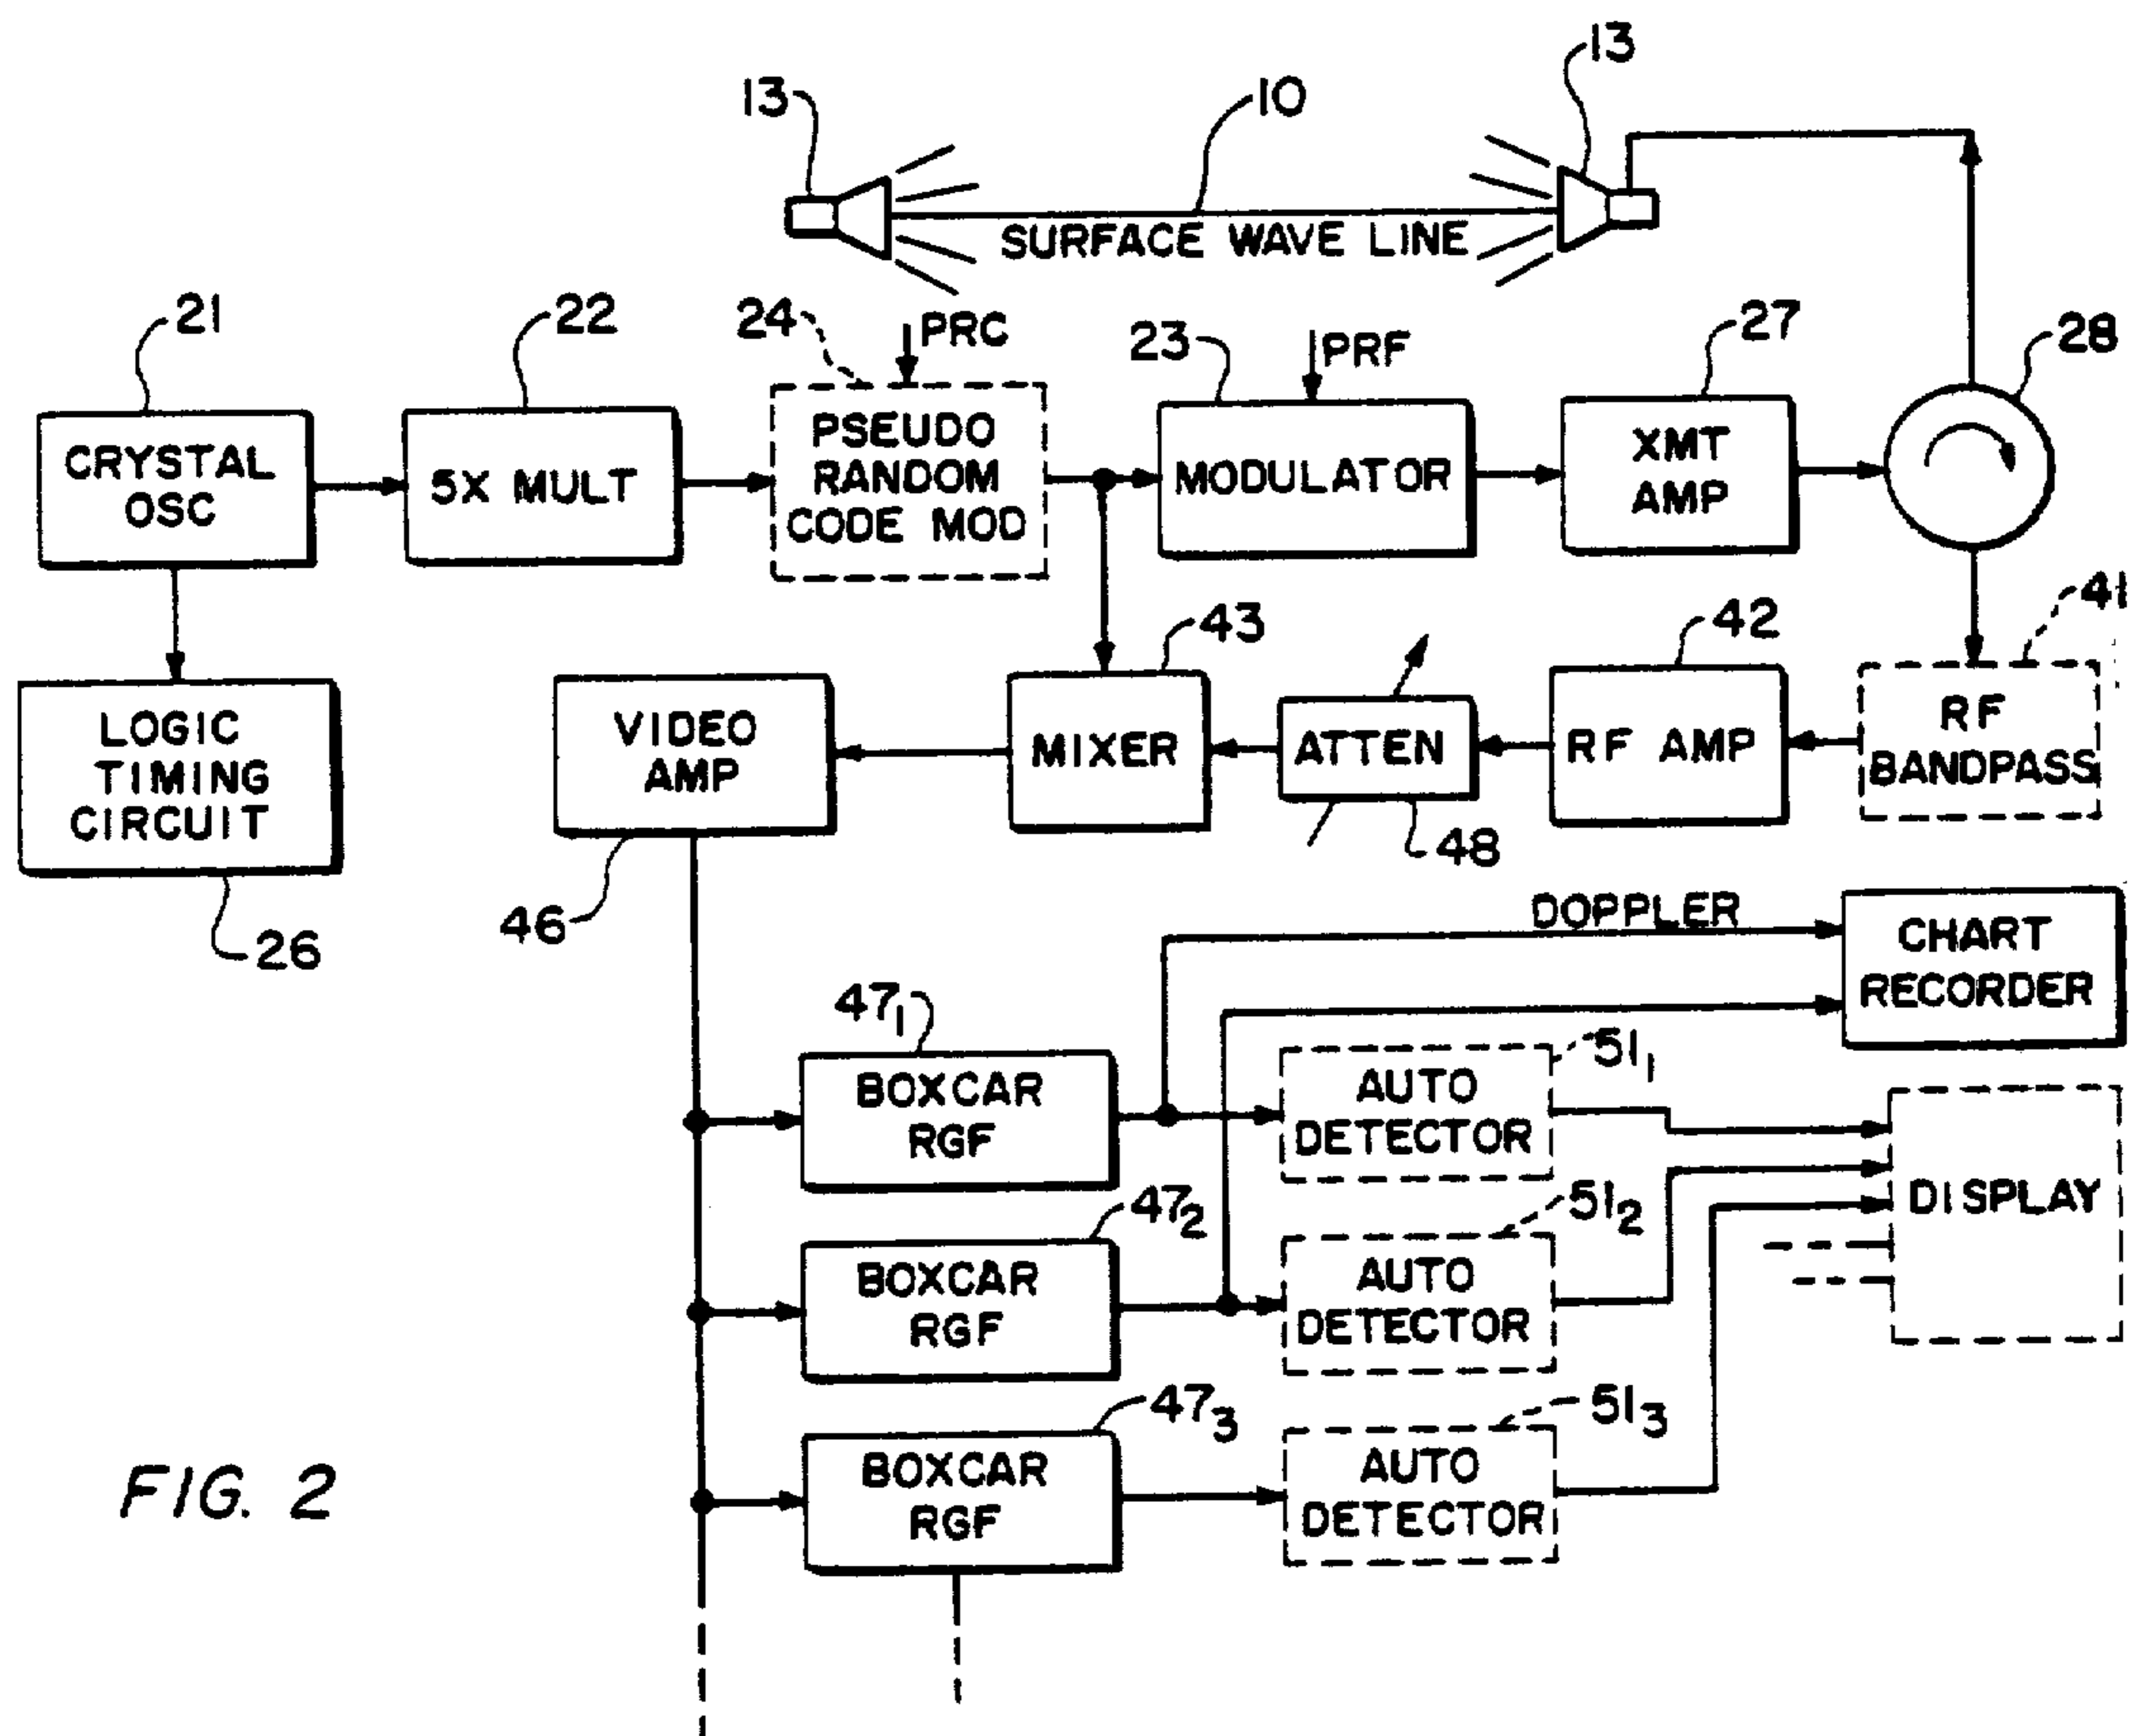 13
10
13
SURFACE WAVE LINE
21
22
24
PRC
23
PRF
27
28
CRYSTAL
OSC
5X MULT
PSEUDO
RANDOM
CODE MOD
MODULATOR
XMT
AMP
LOGIC
TIMING
CIRCUIT
26
VIDEO
AMP
46
43
MIXER
ATTEN
48
42
RF AMP
41
RF
BANDPASS
DOPPLER
CHART
RECORDER
47₁
BOXCAR
RGF
51₁
AUTO
DETECTOR
DISPLAY
47₂
BOXCAR
RGF
51₂
AUTO
DETECTOR
47₃
BOXCAR
RGF
51₃
AUTO
DETECTOR
FIG. 2